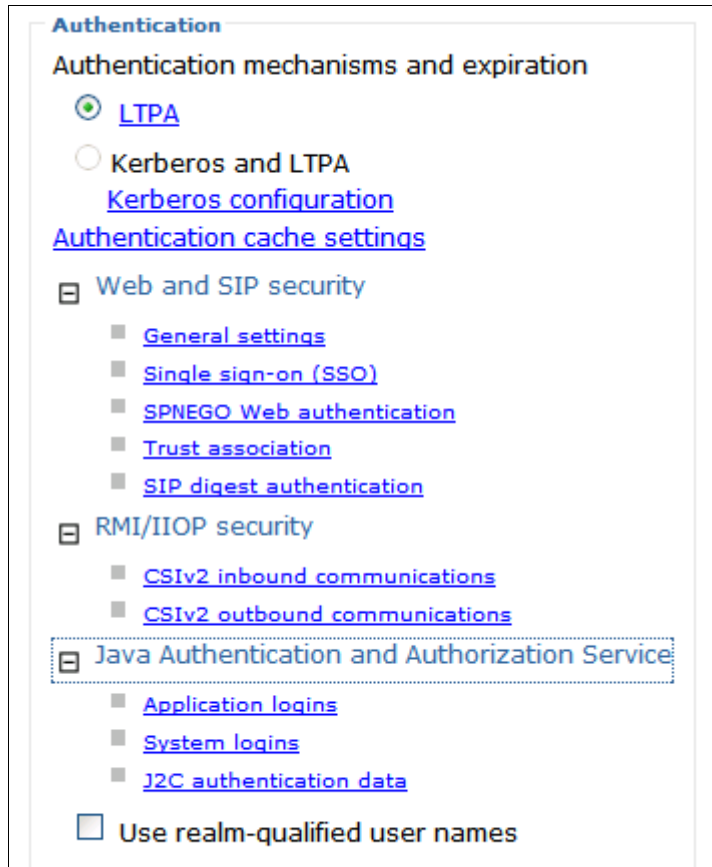 Authentication
Authentication mechanisms and expiration
LTPA
Kerberos and LTPA
Kerberos configuration
Authentication cache settings
Web and SIP security
General settings
Single sign-on (SSO)
SPNEGO Web authentication
Trust association
SIP digest authentication
RMI/IIOP security
CSIv2 inbound communications
CSIv2 outbound communications
Java Authentication and Authorization Service
Application logins
System logins
J2C authentication data
Use realm-qualified user names